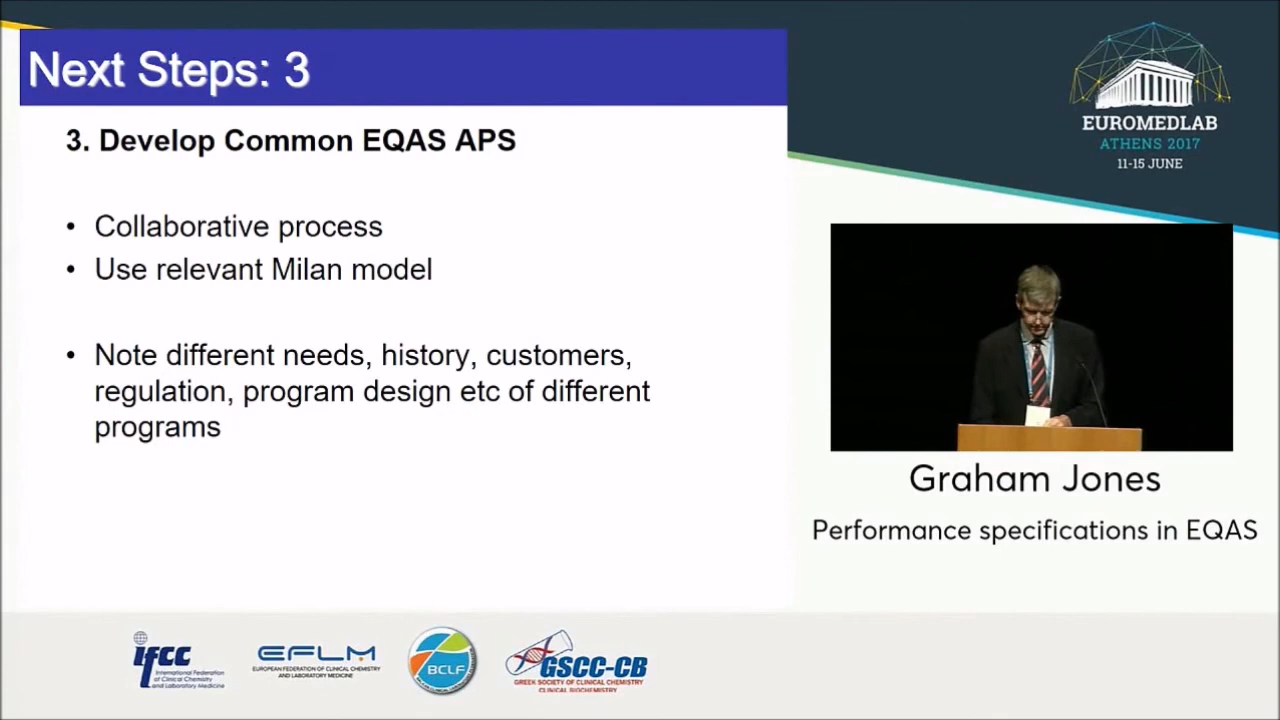 Next Steps: 3
3. Develop Common EQAS APS
• Collaborative process
• Use relevant Milan model
• Note different needs, history, customers,
regulation, program design etc of different
programs
EUROMEDLAB
ATHENS 2017
11-15 JUNE
Graham Jones
Performance specifications in EQAS
ifcc
International Federation
of Clinical Chemistry
and Laboratory Medicine
EFLM
EUROPEAN FEDERATION OF CLINICAL CHEMISTRY
AND LABORATORY MEDICINE
BCLF
GSCC-CB
GREEK SOCIETY OF CLINICAL CHEMISTRY
CLINICAL BIOCHEMISTRY